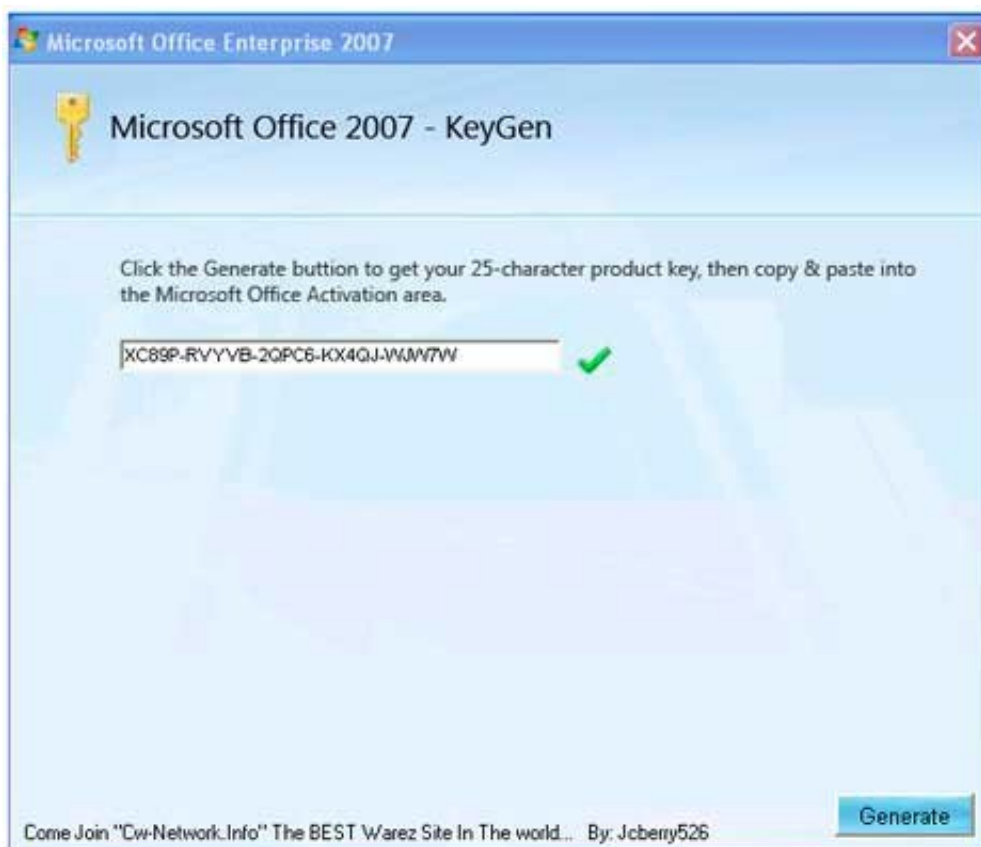 Microsoft Office Enterprise 2007
Microsoft Office 2007 - KeyGen
Click the Generate buttion to get your 25-character product key, then copy & paste into
the Microsoft Office Activation area.
XC89P-RVYVB-2QPC6-KX4QJ-WJW7W
Generate
Come Join "Cw-Network.Info" The BEST Warez Site In The world... By: Jcberry526